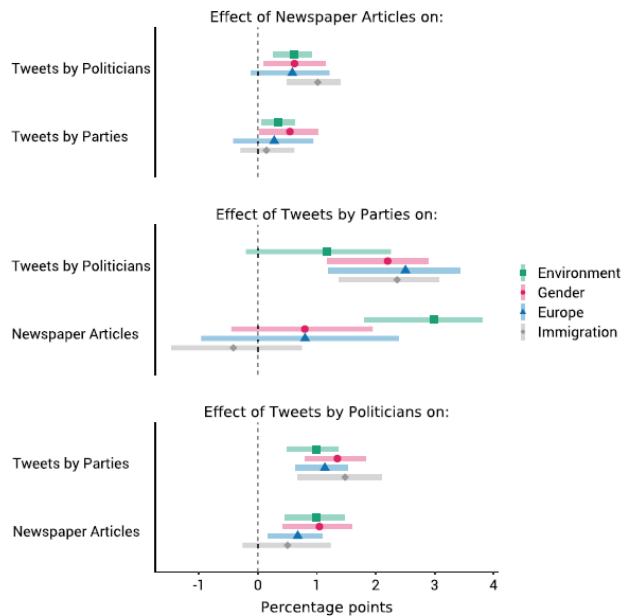 Effect of Newspaper Articles on:
Tweets by Politicians
Tweets by Parties
Effect of Tweets by Parties on:
Tweets by Politicians
Newspaper Articles
Environment
Gender
Europe
Immigration
Effect of Tweets by Politicians on:
Tweets by Parties
Newspaper Articles
-1 0 1 2 3 4
Percentage points